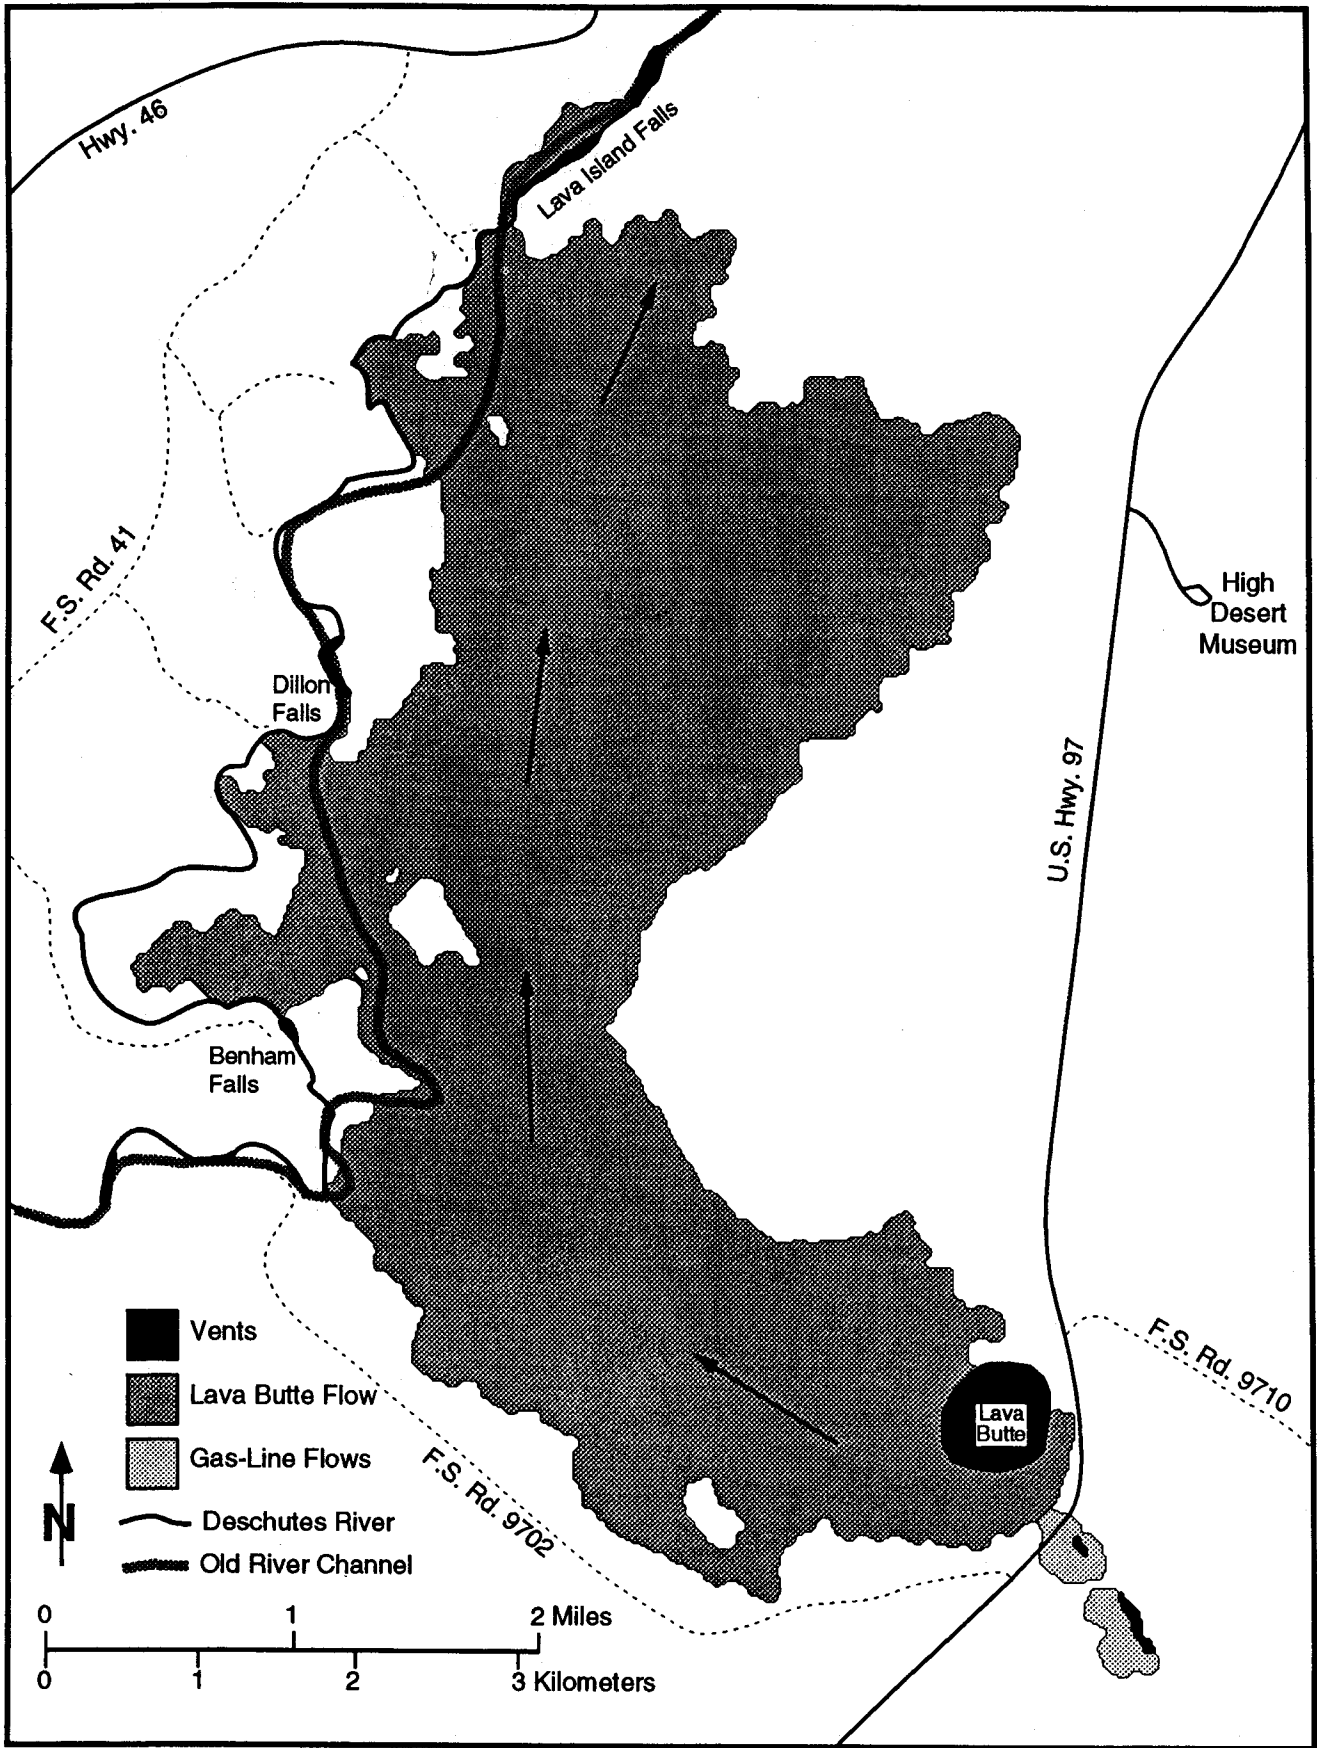 Hwy. 46
Lava Island Falls
F.S. Rd. 41
High
Desert
Museum
Dillon
Falls
U.S. Hwy. 97
Benham
Falls
F.S. Rd. 9710
Lava
Butte
F.S. Rd. 9702
Vents
Lava Butte Flow
Gas-Line Flows
N
Deschutes River
Old River Channel
0 1 2 Miles
0 1 2 3 Kilometers